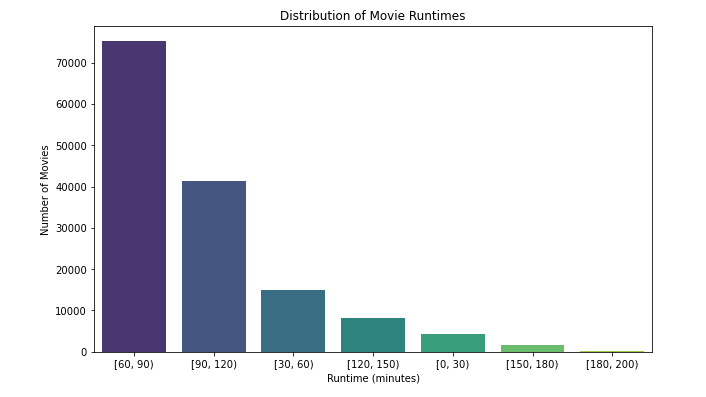 Distribution of Movie Runtimes
Number of Movies
70000
60000
50000
40000
30000
20000
10000
0
[60, 90) [90, 120) [30, 60) [120, 150) [0, 30) [150, 180) [180, 200)
Runtime (minutes)